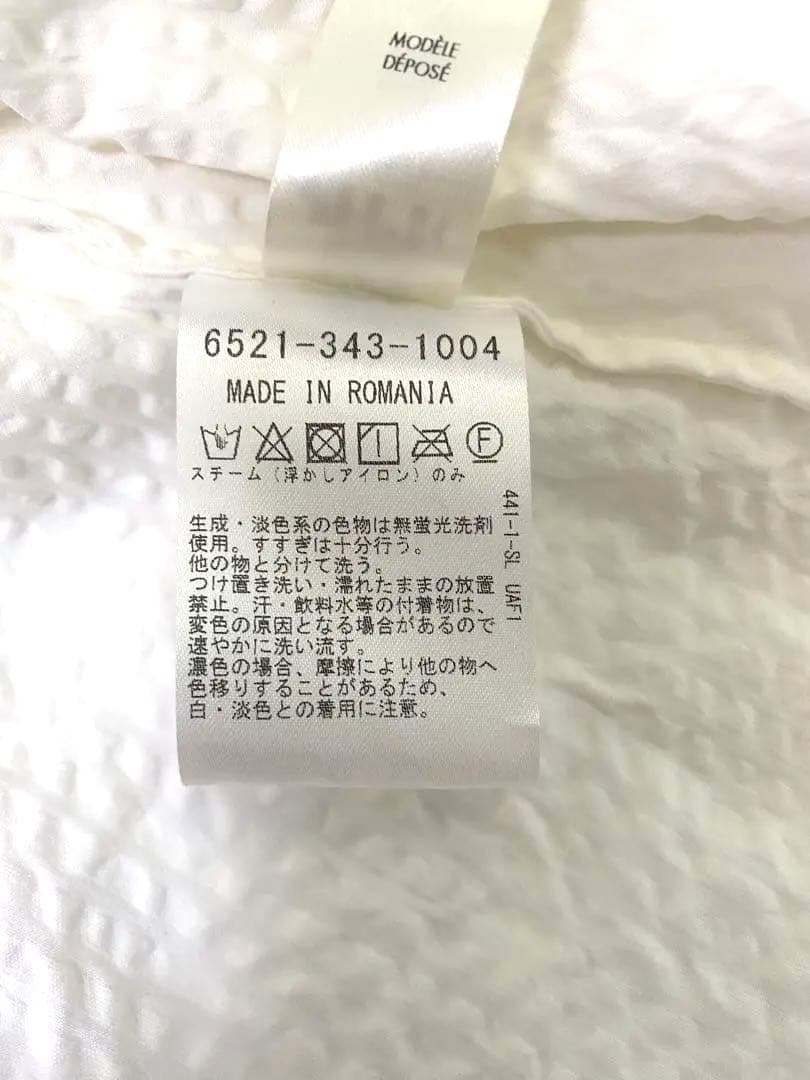 MODÈLE
DÉPOSÉ
6521-343-1004
MADE IN ROMANIA
F
スチーム（浮かしアイロン）のみ
生成・淡色系の色物は無蛍光洗剤
使用。すすぎは十分行う。
他の物と分けて洗う。
つけ置き洗い・濡れたままの放置
禁止。汗・飲料水等の付着物は、
変色の原因となる場合があるので
速やかに洗い流す。
濃色の場合、摩擦により他の物へ
色移りすることがあるため、
白・淡色との着用に注意。
441-1-SL UAF1